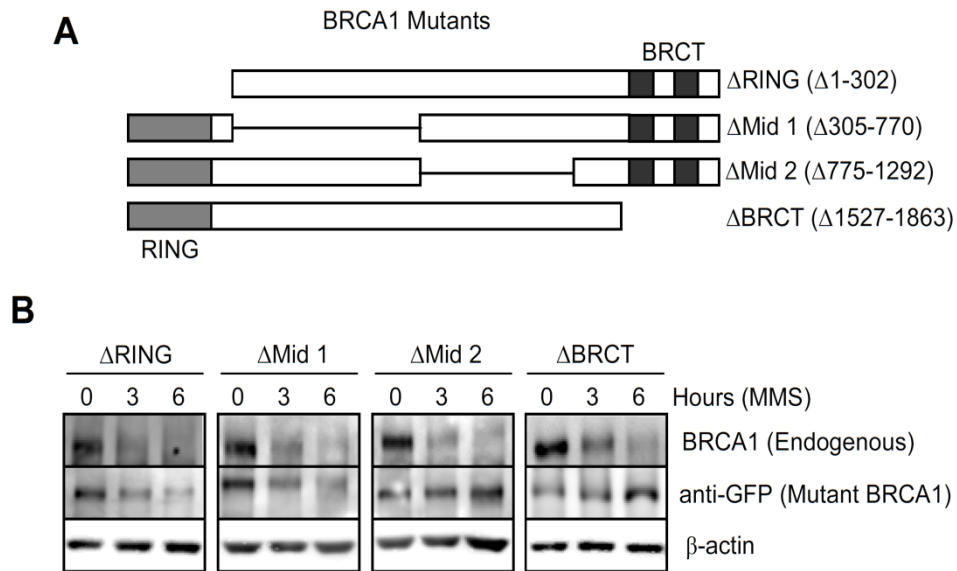 A
BRCA1 Mutants
BRCT
ΔRING (Δ1-302)
ΔMid 1 (Δ305-770)
ΔMid 2 (Δ775-1292)
ΔBRCT (Δ1527-1863)
RING
B
ΔRING ΔMid 1 ΔMid 2 ΔBRCT
0 3 6 0 3 6 0 3 6 0 3 6 Hours (MMS)
BRCA1 (Endogenous)
anti-GFP (Mutant BRCA1)
β-actin